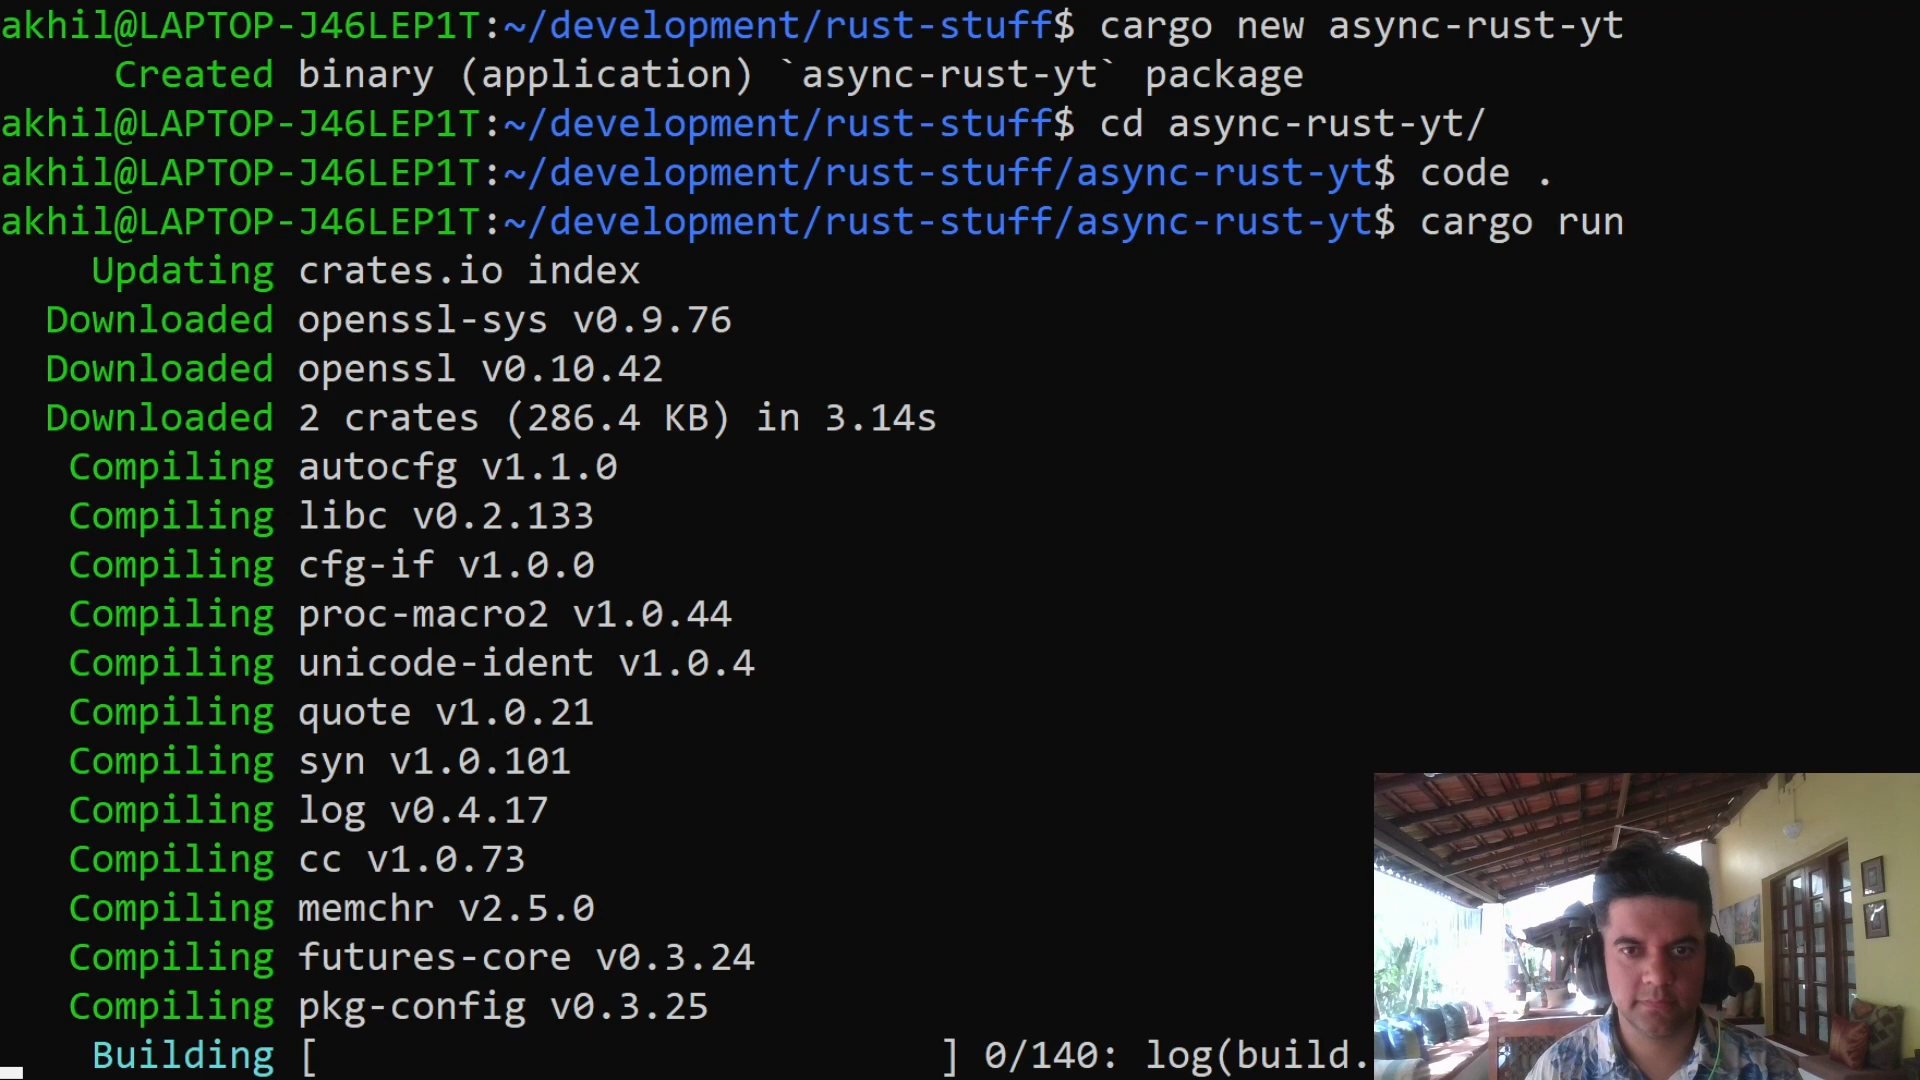 akhil@LAPTOP-J46LEP1T:~/development/rust-stuff$ cargo new async-rust-yt
Created binary (application) `async-rust-yt` package
akhil@LAPTOP-J46LEP1T:~/development/rust-stuff$ cd async-rust-yt/
akhil@LAPTOP-J46LEP1T:~/development/rust-stuff/async-rust-yt$ code .
akhil@LAPTOP-J46LEP1T:~/development/rust-stuff/async-rust-yt$ cargo run
Updating crates.io index
Downloaded openssl-sys v0.9.76
Downloaded openssl v0.10.42
Downloaded 2 crates (286.4 KB) in 3.14s
Compiling autocfg v1.1.0
Compiling libc v0.2.133
Compiling cfg-if v1.0.0
Compiling proc-macro2 v1.0.44
Compiling unicode-ident v1.0.4
Compiling quote v1.0.21
Compiling syn v1.0.101
Compiling log v0.4.17
Compiling cc v1.0.73
Compiling memchr v2.5.0
Compiling futures-core v0.3.24
Compiling pkg-config v0.3.25
Building [ ] 0/140: log(build.